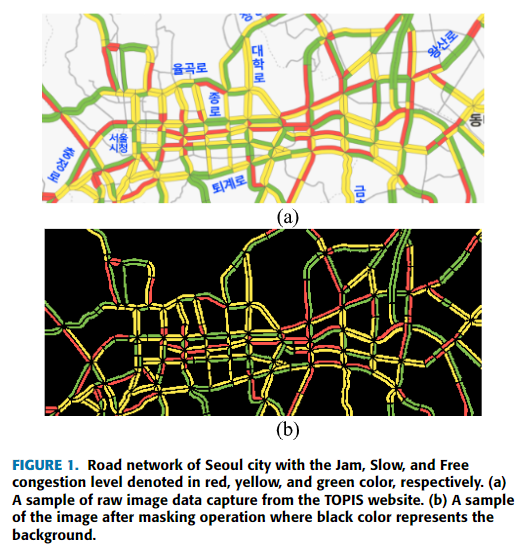 율곡로
대학로
왕산로
종로
서울
시청
퇴계로
(a)
(b)
FIGURE 1. Road network of Seoul city with the Jam, Slow, and Free
congestion level denoted in red, yellow, and green color, respectively. (a)
A sample of raw image data capture from the TOPIS website. (b) A sample
of the image after masking operation where black color represents the
background.